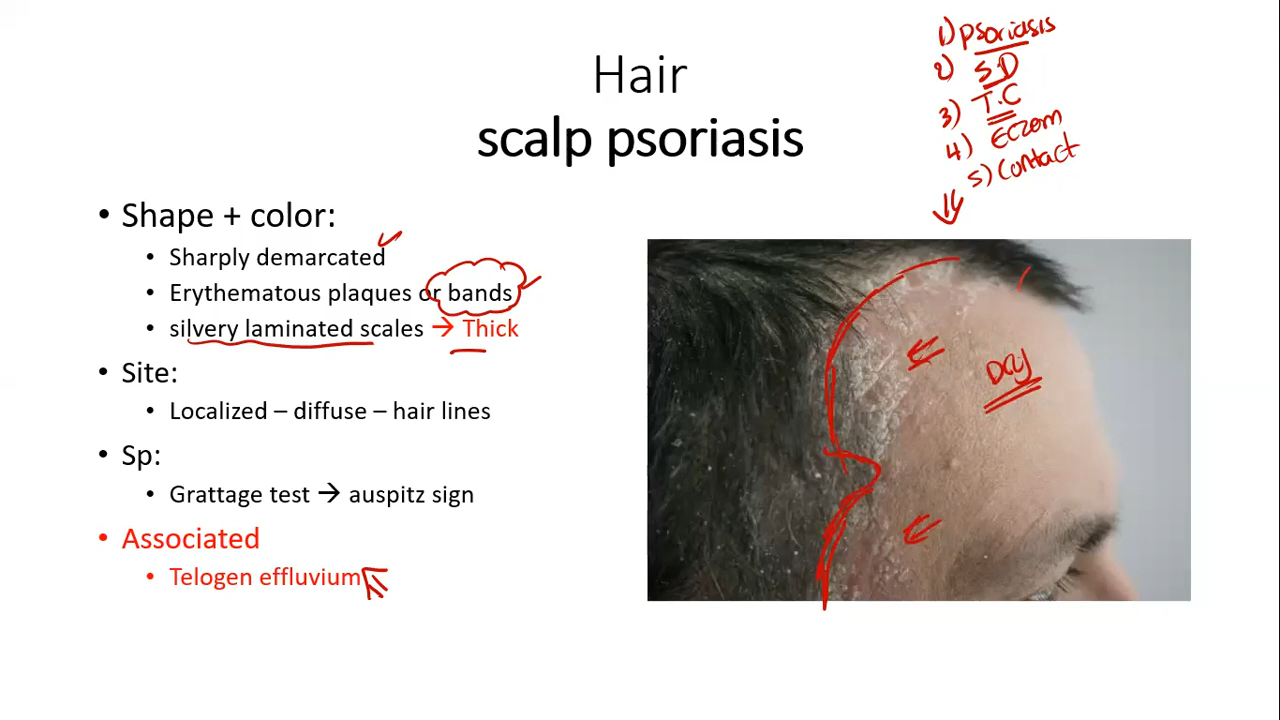 Hair
scalp psoriasis
1) psoriasis
2) SD
3) T.C
4) Eczem
5) Contact
• Shape + color:
• Sharply demarcated
• Erythematous plaques or bands
• silvery laminated scales → Thick
• Site:
• Localized – diffuse – hair lines
• Sp:
• Grattage test → auspitz sign
• Associated
• Telogen effluvium
Dry